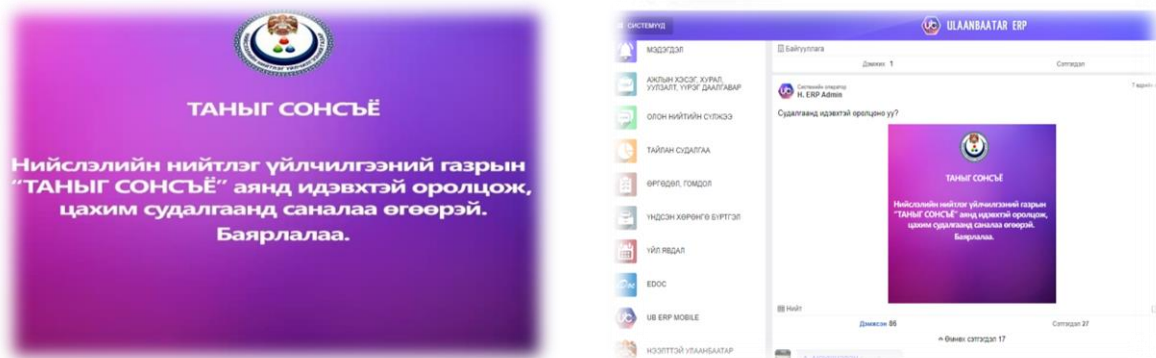 ТАНЫГ СОНСЪЁ
Нийслэлийн нийтлэг үйлчилгээний газрын
"ТАНЫГ СОНСЪЁ" аянд идэвхтэй оролцож,
цахим судалгаанд саналаа өгөөрэй.
Баярлалаа.
СИСТЕМҮҮД
ULAANBAATAR ERP
МЭДЭГДЭЛ
АЖЛЫН ХЭСЭГ, ХУРАЛ,
УУЛЗАЛТ, ҮҮРЭГ ДААЛГАВАР
ОЛОН НИЙТИЙН СҮЛЖЭЭ
ТАЙЛАН СУДАЛГАА
ӨРГӨДӨЛ, ГОМДОЛ
ҮНДСЭН ХӨРӨНГӨ БҮРТГЭЛ
ҮЙЛ ЯВДАЛ
EDOC
UB ERP MOBILE
НЭЭЛТТЭЙ УЛААНБААТАР
Байгууллага
Дэмжих 1
Сэтгэгдэл
Системийн оператор
H. ERP Admin
Судалгаанд идэвхтэй оролцоно уу?
ТАНЫГ СОНСЪЁ
Нийслэлийн нийтлэг үйлчилгээний газрын
"ТАНЫГ СОНСЪЁ" аянд идэвхтэй оролцож,
цахим судалгаанд саналаа өгөөрэй.
Баярлалаа.
Нийт
Дэмжсэн 86
Сэтгэгдэл 27
Өмнөх сэтгэгдэл 17